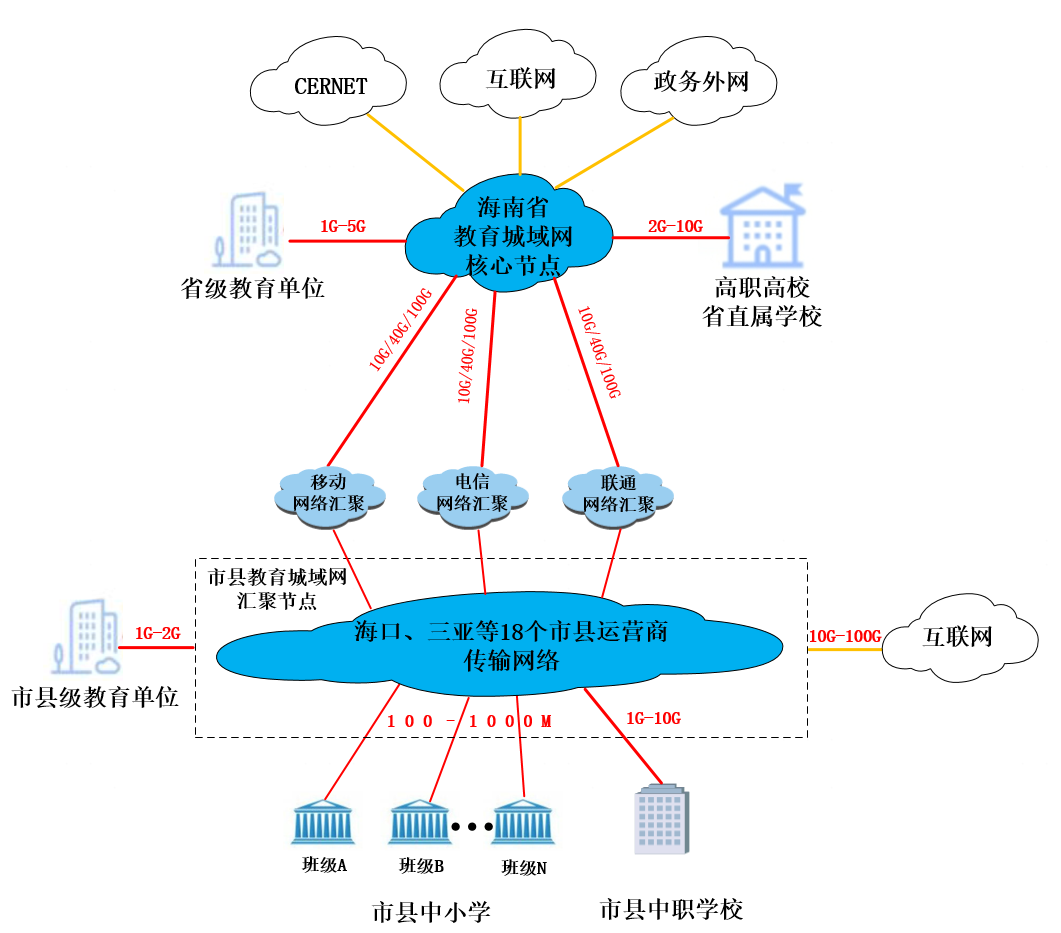 CERNET
互联网
政务外网
海南省
教育城域网
核心节点
1G-5G
2G-10G
省级教育单位
高职高校
省直属学校
10G/40G/100G
10G/40G/100G
10G/40G/100G
移动
网络汇聚
电信
网络汇聚
联通
网络汇聚
市县教育城域网
汇聚节点
海口、三亚等18个市县运营商
传输网络
1G-2G
10G-100G
互联网
市县级教育单位
100-1000M
1G-10G
班级A
班级B
班级N
市县中小学
市县中职学校